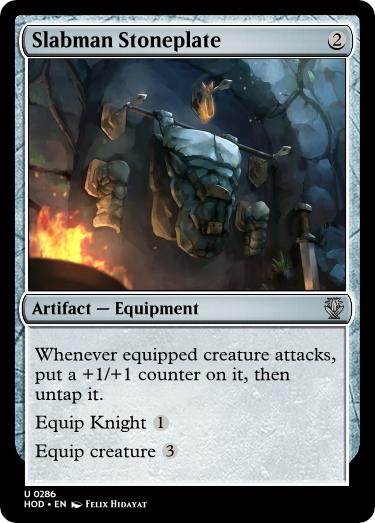 Slabman Stoneplate 2
Artifact — Equipment
Whenever equipped creature attacks,
put a +1/+1 counter on it, then
untap it.
Equip Knight 1
Equip creature 3
U 0286
HOD • EN Felix Hidayat